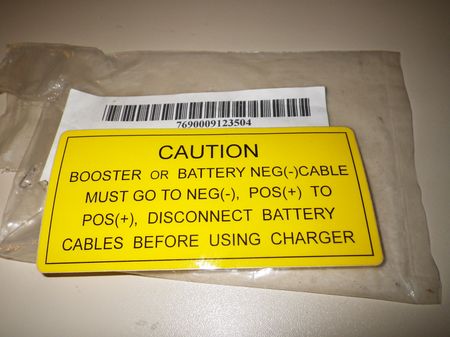 7690009123504
CAUTION
BOOSTER OR BATTERY NEG(-)CABLE
MUST GO TO NEG(-), POS(+) TO
POS(+), DISCONNECT BATTERY
CABLES BEFORE USING CHARGER